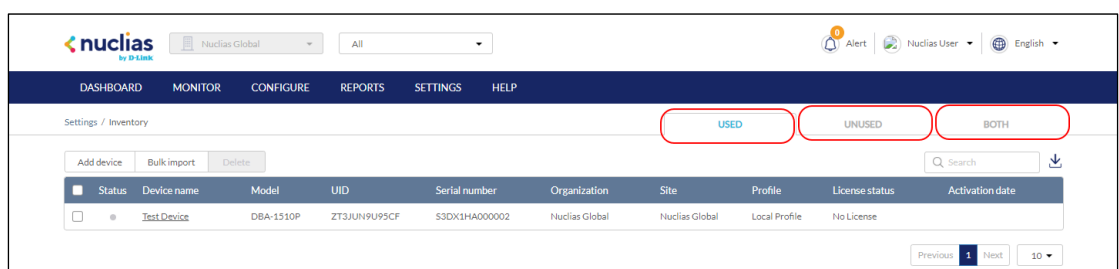 nuclias
by D-Link
Nuclias Global
All
0
Alert
Nuclias User
English
DASHBOARD MONITOR CONFIGURE REPORTS SETTINGS HELP
Settings / Inventory
USED
UNUSED
BOTH
Add device Bulk import Delete
Search
Status Device name Model UID Serial number Organization Site Profile License status Activation date
Test Device DBA-1510P ZT3JUN9U95CF S3DX1HA000002 Nuclias Global Nuclias Global Local Profile No License
Previous 1 Next 10